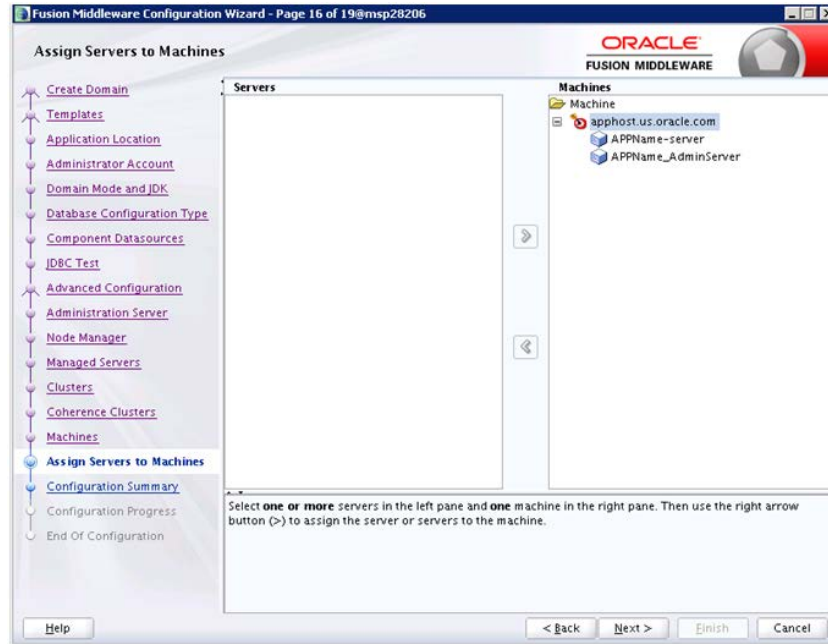 Fusion Middleware Configuration Wizard - Page 16 of 19@msp28206
Assign Servers to Machines
ORACLE
FUSION MIDDLEWARE
Create Domain
Templates
Application Location
Administrator Account
Domain Mode and JDK
Database Configuration Type
Component Datasources
JDBC Test
Advanced Configuration
Administration Server
Node Manager
Managed Servers
Clusters
Coherence Clusters
Machines
Assign Servers to Machines
Configuration Summary
Configuration Progress
End Of Configuration
Servers
Machines
Machine
apphost.us.oracle.com
APPName-server
APPName_AdminServer
Select one or more servers in the left pane and one machine in the right pane. Then use the right arrow
button (>) to assign the server or servers to the machine.
Help
< Back
Next >
Finish
Cancel